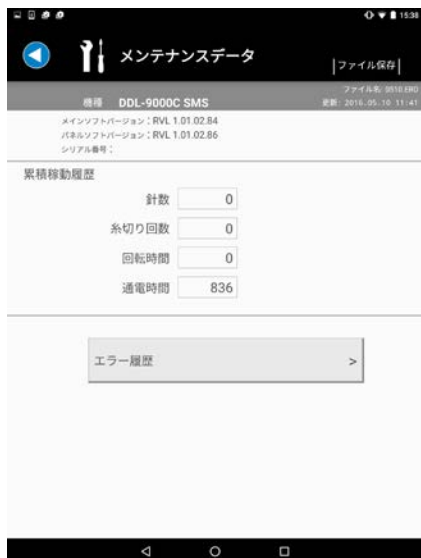 15:38
メンテナンスデータ
ファイル保存
ファイル名: 0510.ERO
機種 DDL-9000C SMS
更新: 2016.05.10 11:41
メインソフトバージョン：RVL 1.01.02.84
パネルソフトバージョン：RVL 1.01.02.86
シリアル番号：
累積稼動履歴
針数 0
糸切り回数 0
回転時間 0
通電時間 836
エラー履歴 >